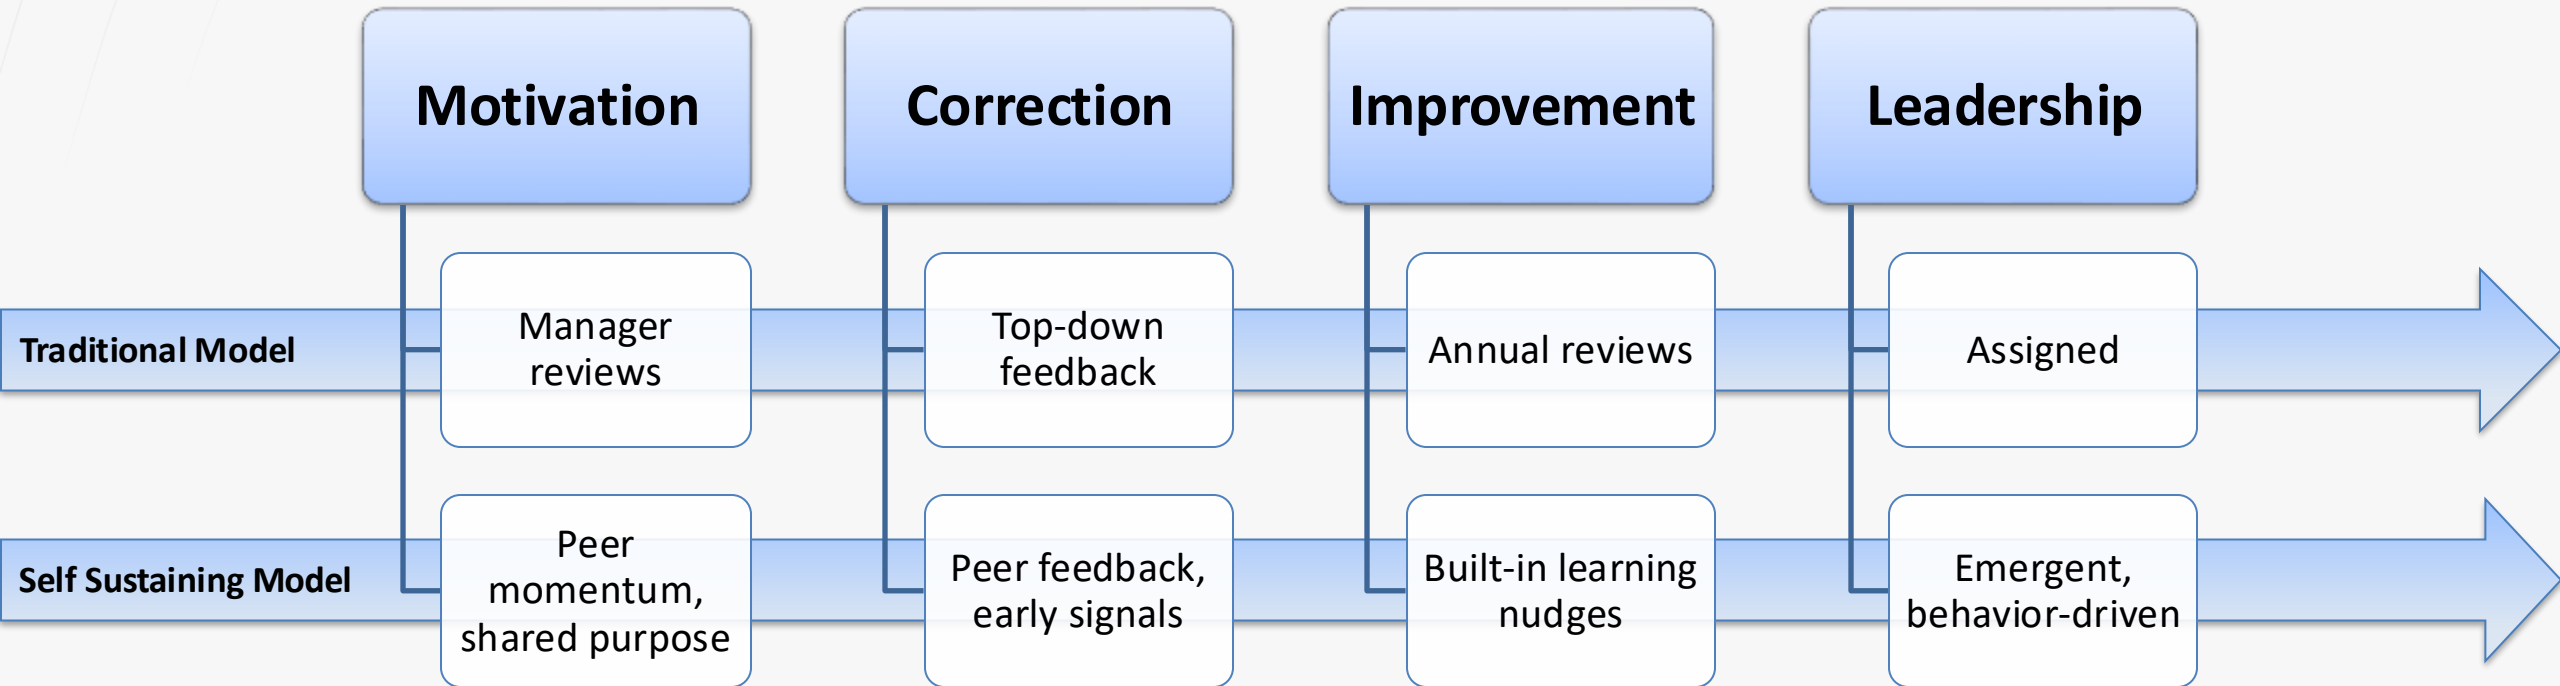 Motivation
Correction
Improvement
Leadership
Traditional Model
Manager
reviews
Top-down
feedback
Annual reviews
Assigned
Self Sustaining Model
Peer
momentum,
shared purpose
Peer feedback,
early signals
Built-in learning
nudges
Emergent,
behavior-driven